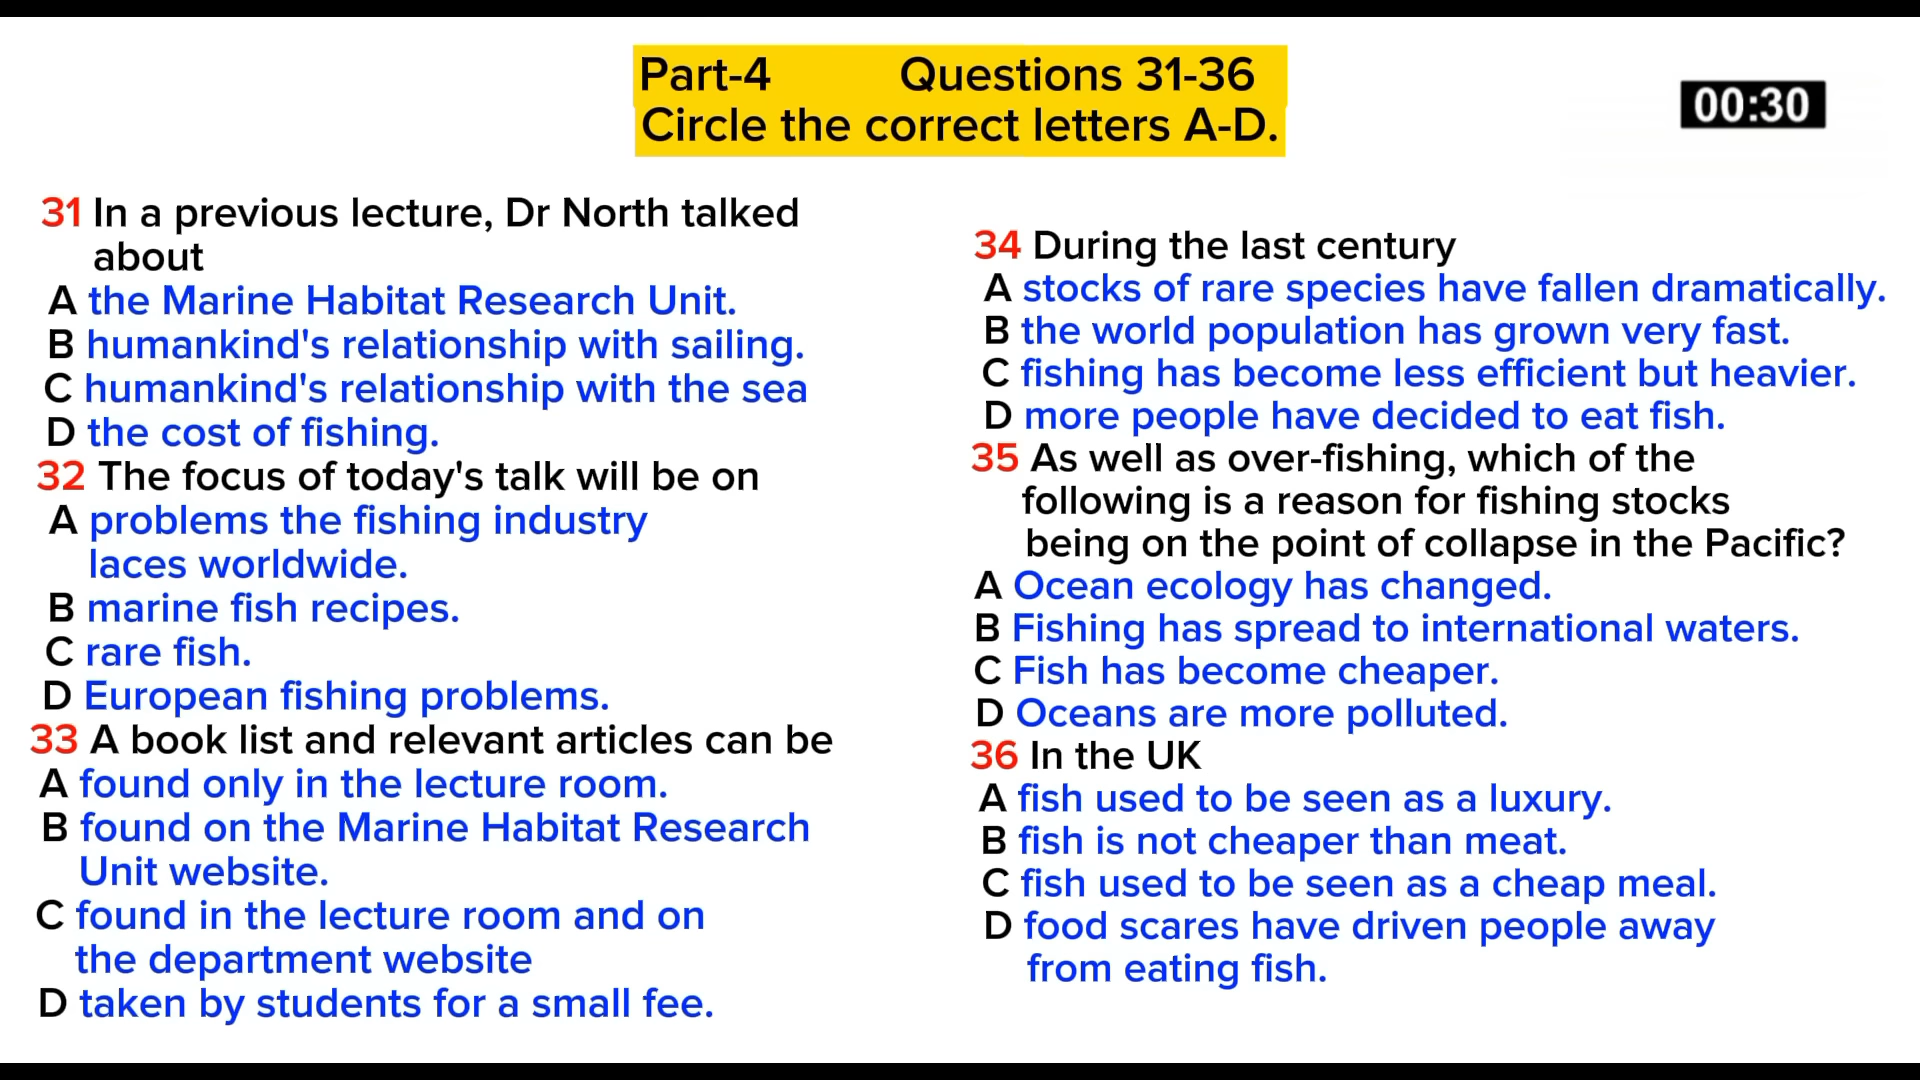 Part-4 Questions 31-36
Circle the correct letters A-D.
00:30
31 In a previous lecture, Dr North talked
about
A the Marine Habitat Research Unit.
B humankind's relationship with sailing.
C humankind's relationship with the sea
D the cost of fishing.
32 The focus of today's talk will be on
A problems the fishing industry
laces worldwide.
B marine fish recipes.
C rare fish.
D European fishing problems.
33 A book list and relevant articles can be
A found only in the lecture room.
B found on the Marine Habitat Research
Unit website.
C found in the lecture room and on
the department website
D taken by students for a small fee.
34 During the last century
A stocks of rare species have fallen dramatically.
B the world population has grown very fast.
C fishing has become less efficient but heavier.
D more people have decided to eat fish.
35 As well as over-fishing, which of the
following is a reason for fishing stocks
being on the point of collapse in the Pacific?
A Ocean ecology has changed.
B Fishing has spread to international waters.
C Fish has become cheaper.
D Oceans are more polluted.
36 In the UK
A fish used to be seen as a luxury.
B fish is not cheaper than meat.
C fish used to be seen as a cheap meal.
D food scares have driven people away
from eating fish.